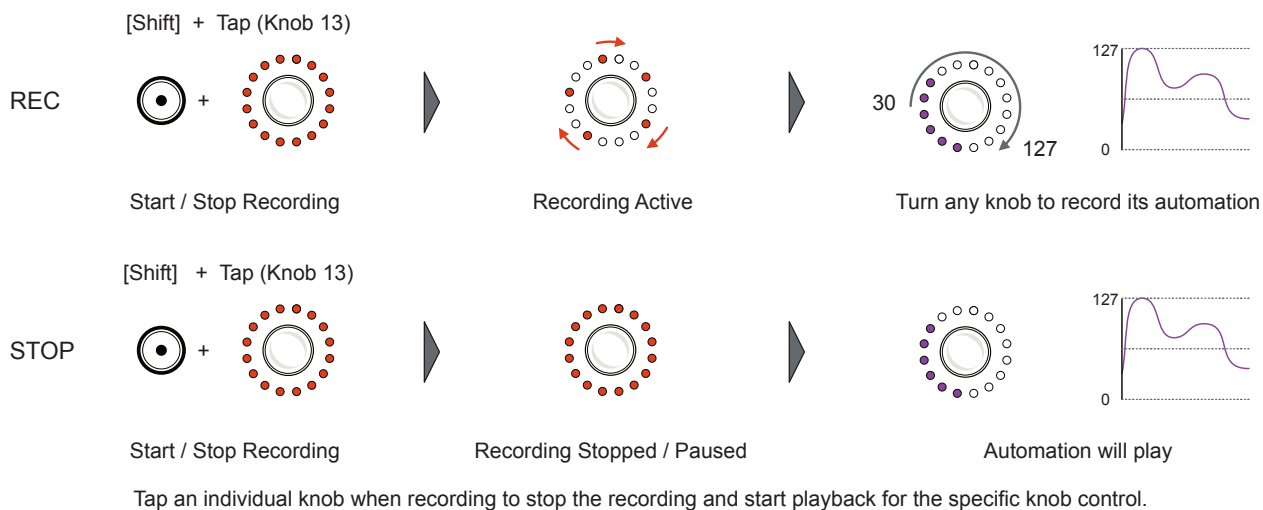 [Shift] + Tap (Knob 13)
REC
+
30
127
127
0
Start / Stop Recording
Recording Active
Turn any knob to record its automation
[Shift] + Tap (Knob 13)
STOP
+
127
0
Start / Stop Recording
Recording Stopped / Paused
Automation will play
Tap an individual knob when recording to stop the recording and start playback for the specific knob control.